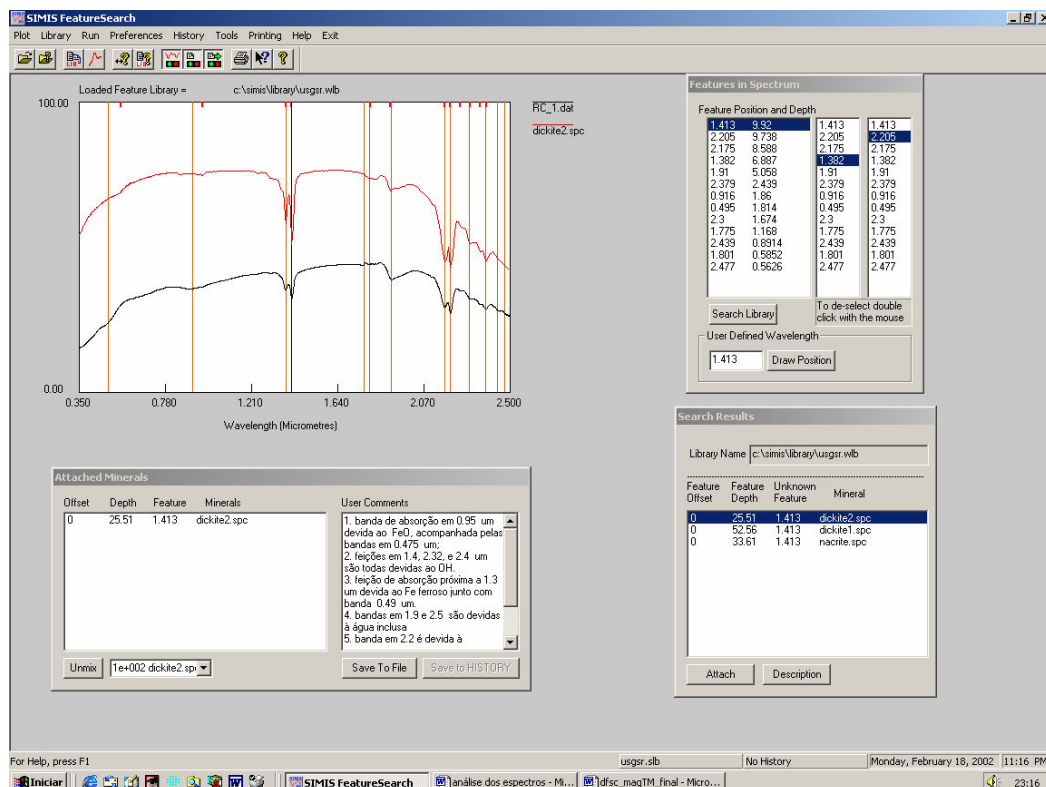 SIMIS FeatureSearch
Plot Library Run Preferences History Tools Printing Help Exit
Loaded Feature Library = c:\simis\library\usgsr.wlb
100.00
0.00
0.350 0.780 1.210 1.640 2.070 2.500
Wavelength (Micrometres)
RC_1.dat
dickite2.spc
Features in Spectrum
Feature Position and Depth
1.413 9.92 1.413 1.413
2.205 9.738 2.205 2.205
2.175 8.588 2.175 2.175
1.382 6.887 1.382 1.382
1.91 5.058 1.91 1.91
2.379 2.439 2.379 2.379
0.916 1.86 0.916 0.916
0.495 1.814 0.495 0.495
2.3 1.674 2.3 2.3
1.775 1.168 1.775 1.775
2.439 0.8914 2.439 2.439
1.801 0.5852 1.801 1.801
2.477 0.5626 2.477 2.477
Search Library
To de-select double
click with the mouse
User Defined Wavelength
1.413 Draw Position
Search Results
Library Name c:\simis\library\usgsr.wlb
Feature Feature Unknown Mineral
Offset Depth Feature
0 25.51 1.413 dickite2.spc
0 52.56 1.413 dickite1.spc
0 33.61 1.413 nacrite.spc
Attach Description
Attached Minerals
Offset Depth Feature Minerals
0 25.51 1.413 dickite2.spc
User Comments
1. banda de absorção em 0.95 um
devida ao FeO, acompanhada pelas
bandas em 0.475 um;
2. feições em 1.4, 2.32, e 2.4 um
são todas devidas ao OH.
3. feição de absorção próxima a 1.3
um devida ao Fe ferroso junto com
banda 0.49 um.
4. bandas em 1.9 e 2.5 são devidas
à água inclusa
5. banda em 2.2 é devida à
Unmix 1e+002 dickite2.sp Save To File Save to HISTORY
For Help, press F1 usgsr.slb No History Monday, February 18, 2002 11:16 PM
Iniciar SIMIS FeatureSearch análise dos espectros - Mi... dfsc_magTM_final - Micro... 23:16